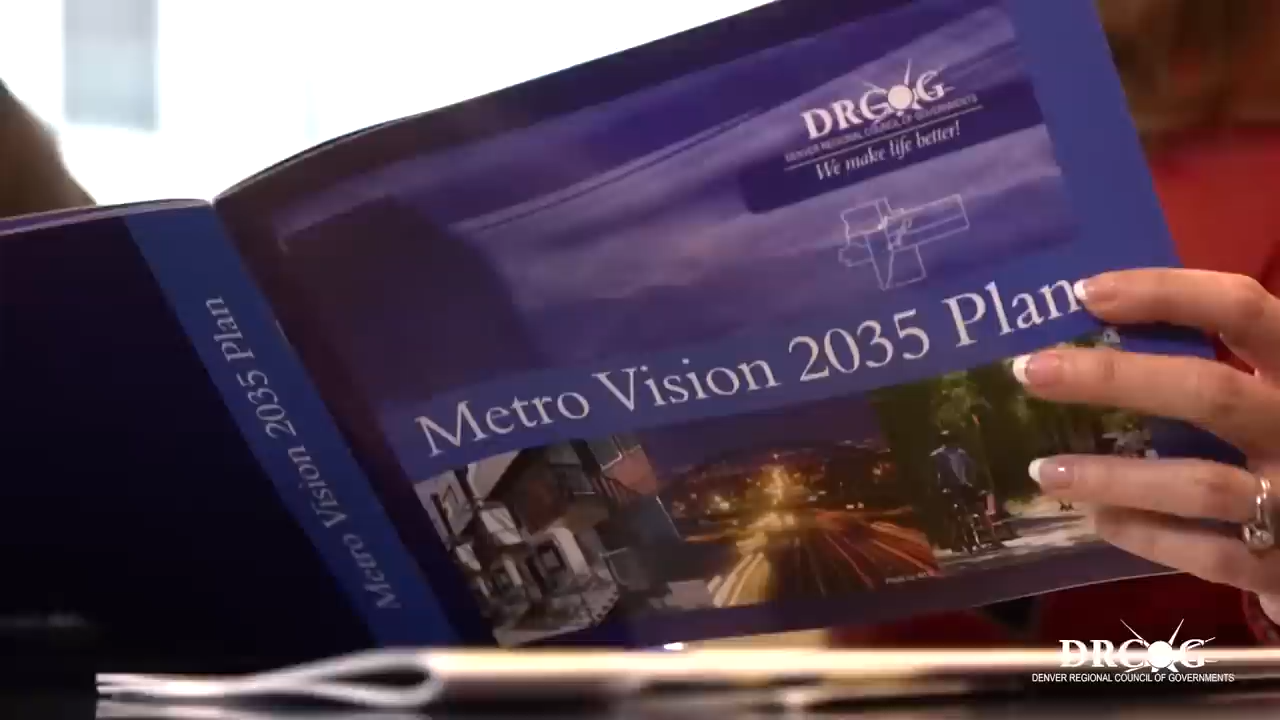 DRCOG
DENVER REGIONAL COUNCIL OF GOVERNMENTS
We make life better!
Metro Vision 2035 Plan
Metro Vision 2035 Plan
DRCOG
DENVER REGIONAL COUNCIL OF GOVERNMENTS